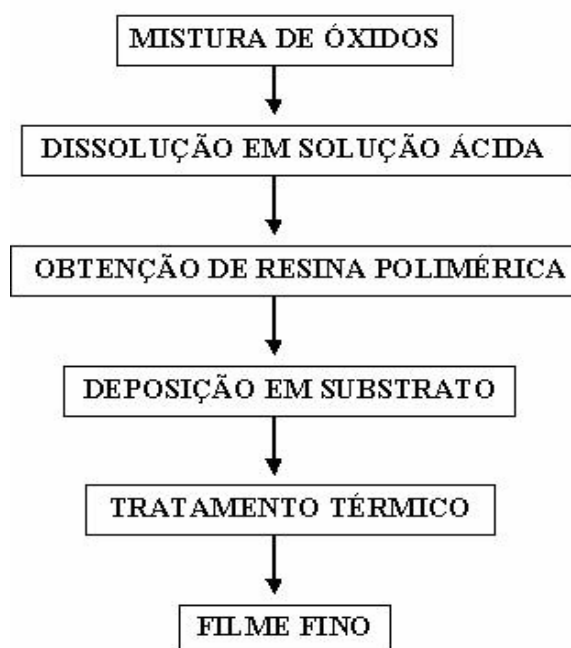 MISTURA DE ÓXIDOS
DISSOLUÇÃO EM SOLUÇÃO ÁCIDA
OBTENÇÃO DE RESINA POLIMÉRICA
DEPOSIÇÃO EM SUBSTRATO
TRATAMENTO TÉRMICO
FILME FINO